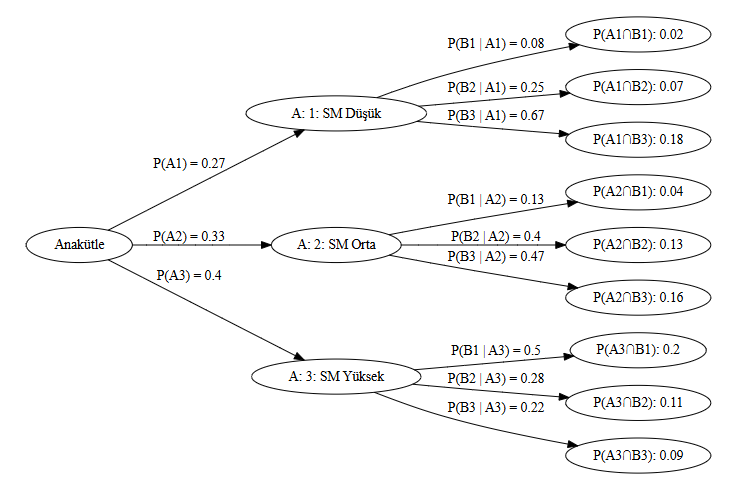 P(B1 | A1) = 0.08
P(A1∩B1): 0.02
P(B2 | A1) = 0.25
P(A1∩B2): 0.07
A: 1: SM Düşük
P(B3 | A1) = 0.67
P(A1∩B3): 0.18
P(A1) = 0.27
P(B1 | A2) = 0.13
P(A2∩B1): 0.04
Anakütle
P(A2) = 0.33
A: 2: SM Orta
P(B2 | A2) = 0.4
P(A2∩B2): 0.13
P(B3 | A2) = 0.47
P(A2∩B3): 0.16
P(A3) = 0.4
P(B1 | A3) = 0.5
P(A3∩B1): 0.2
A: 3: SM Yüksek
P(B2 | A3) = 0.28
P(A3∩B2): 0.11
P(B3 | A3) = 0.22
P(A3∩B3): 0.09